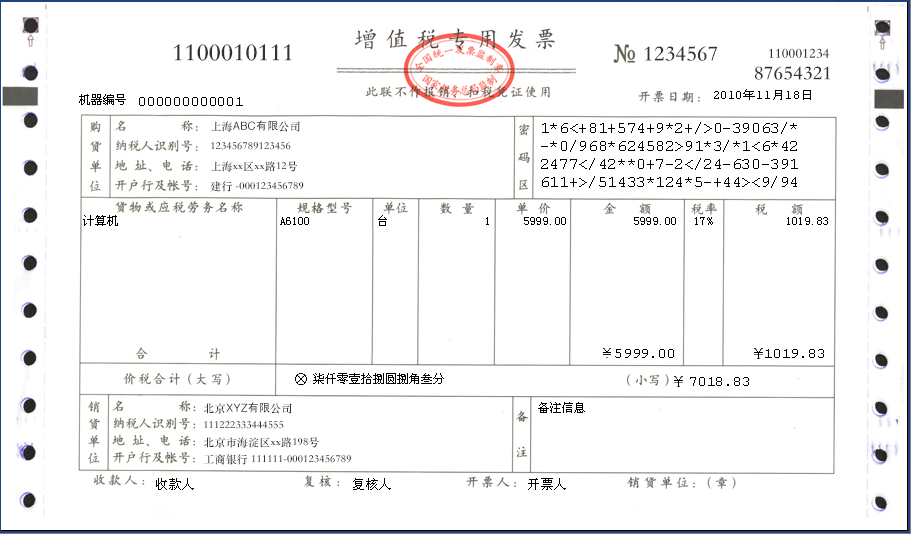 增值税专用发票
1100010111
№ 1234567
110001234
87654321
全国统一发票监制章
国家税务总局监制
此联不作报销、扣税凭证使用
开票日期： 2010年11月18日
机器编号 000000000001
购货单位
名 称： 上海ABC有限公司
纳税人识别号： 123456789123456
地 址、电 话： 上海xx区xx路12号
开户行及帐号： 建行 -000123456789
密码区
1*6<+81+574+9*2+/>0-39063/*
-*0/968*624582>91*3/*1<6*42
2477</42**0+7-2</24-630-391
611+>/51433*124*5-+44><9/94
货物或应税劳务名称 规格型号 单位 数 量 单 价 金 额 税率 税 额
计算机 A6100 台 1 5999.00 5999.00 17% 1019.83
合 计 ￥5999.00 ￥1019.83
价税合计（大写） ⊗ 柒仟零壹拾捌圆捌角叁分 （小写）￥ 7018.83
销货单位
名 称： 北京XYZ有限公司
纳税人识别号： 111222333444555
地 址、电 话： 北京市海淀区xx路198号
开户行及帐号： 工商银行 111111-000123456789
备注
备注信息
收款人： 收款人 复核： 复核人 开票人： 开票人 销货单位：（章）